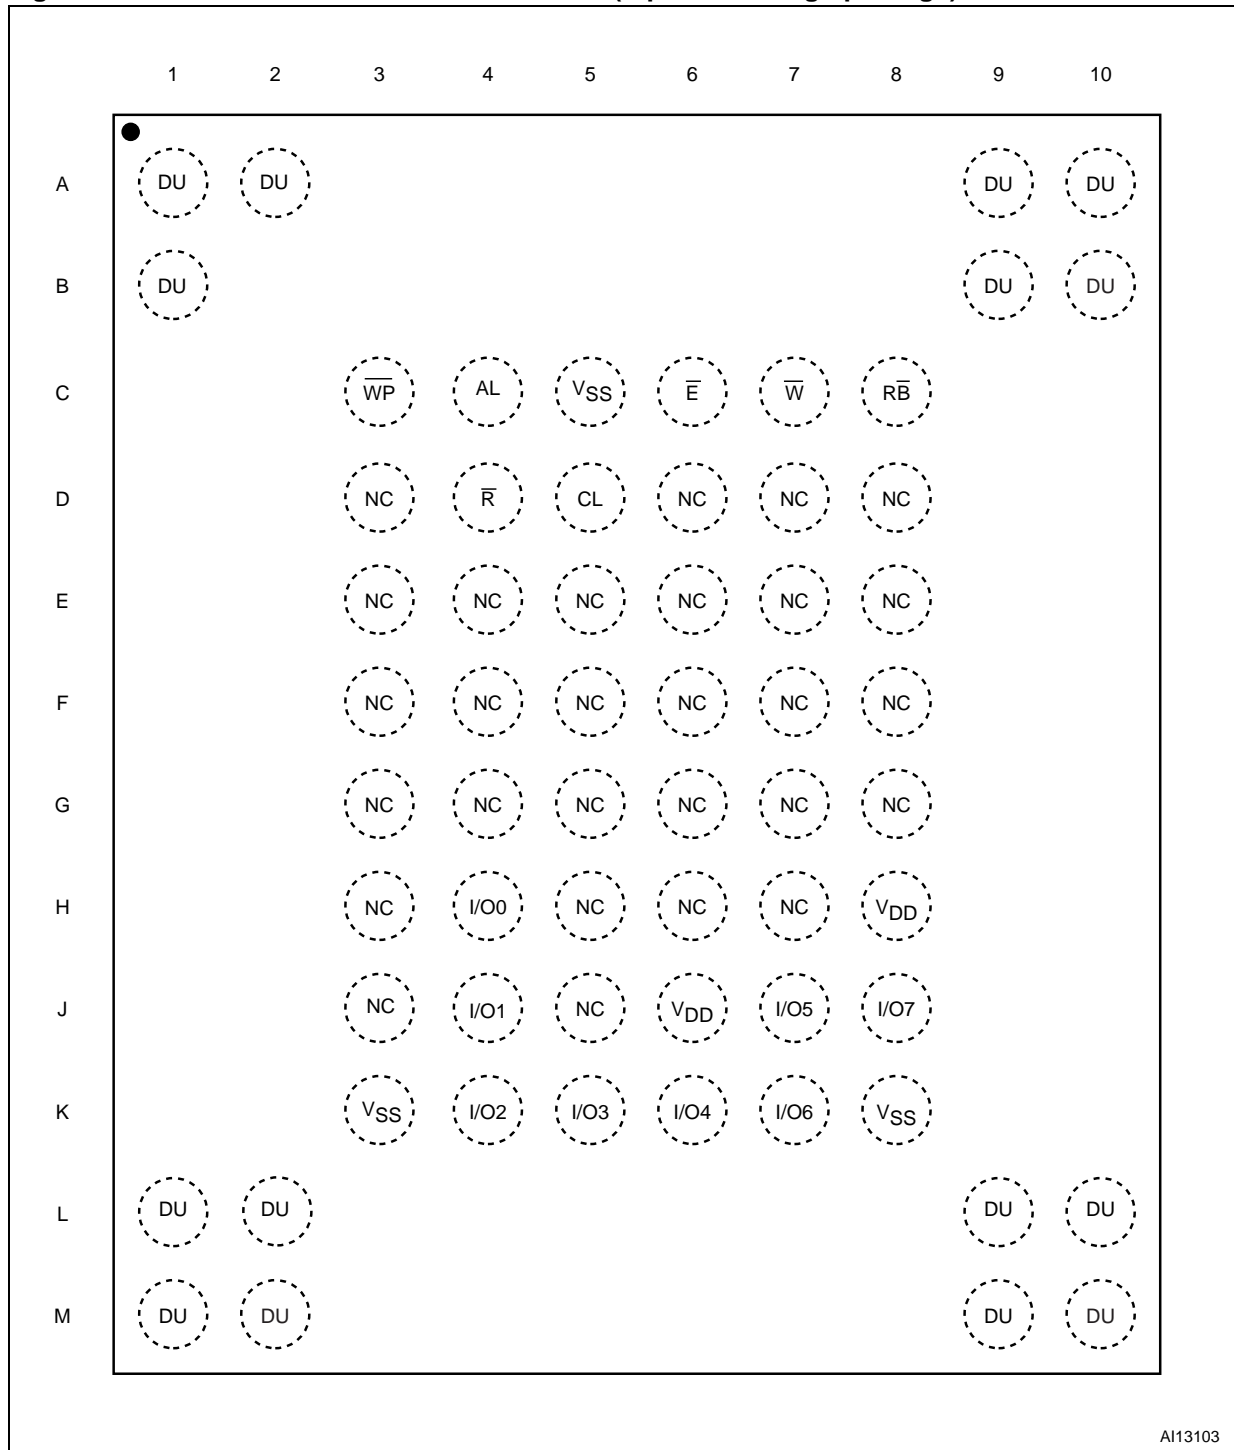 1 2 3 4 5 6 7 8 9 10
A DU DU DU DU
B DU DU DU
C W̅P̅ AL VSS E̅ W̅ RB̅
D NC R̅ CL NC NC NC
E NC NC NC NC NC NC
F NC NC NC NC NC NC
G NC NC NC NC NC NC
H NC I/O0 NC NC NC VDD
J NC I/O1 NC VDD I/O5 I/O7
K VSS I/O2 I/O3 I/O4 I/O6 VSS
L DU DU DU DU
M DU DU DU DU
AI13103